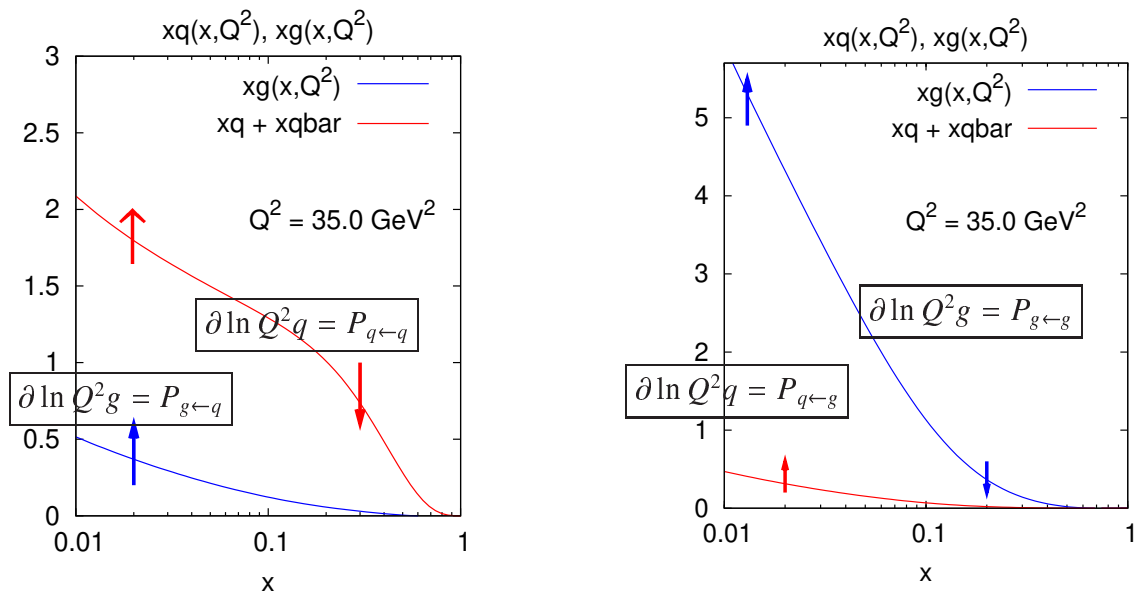 xq(x,Q²), xg(x,Q²)
3
xg(x,Q²)
xq + xqbar
2.5
2
Q² = 35.0 GeV²
1.5
∂ ln Q²q = P_{q←q}
1
∂ ln Q²g = P_{g←q}
0.5
0
0.01
0.1
1
x
xq(x,Q²), xg(x,Q²)
xg(x,Q²)
5
xq + xqbar
4
Q² = 35.0 GeV²
3
∂ ln Q²g = P_{g←g}
2
∂ ln Q²q = P_{q←g}
1
0
0.01
0.1
1
x